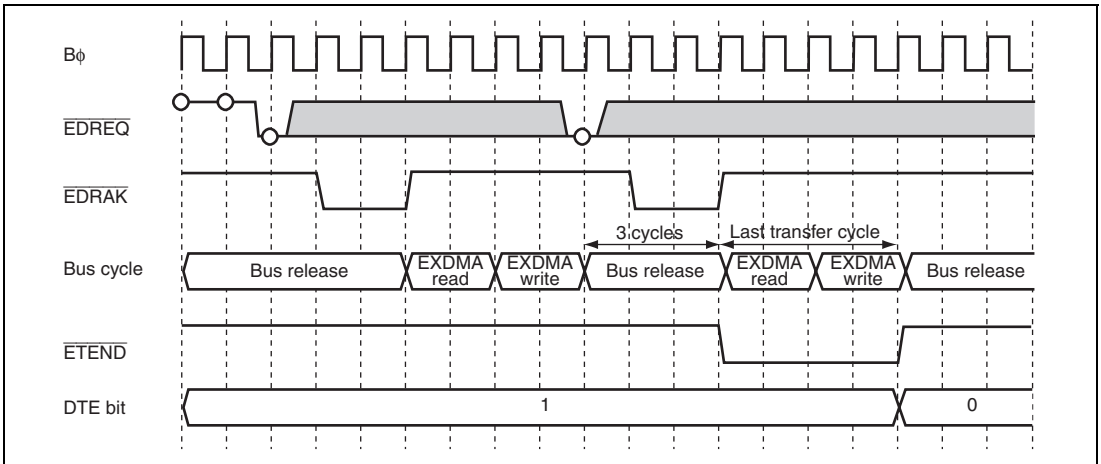 Bφ
EDREQ
EDRAK
3 cycles Last transfer cycle
Bus cycle Bus release EXDMA read EXDMA write Bus release EXDMA read EXDMA write Bus release
ETEND
DTE bit 1 0